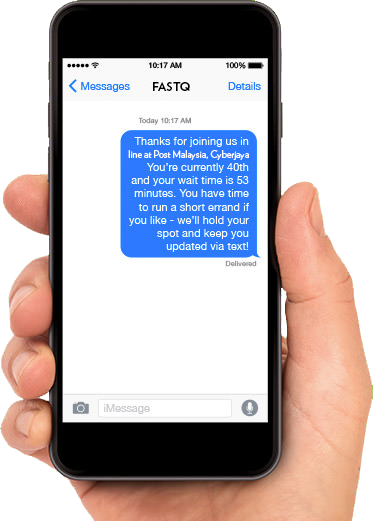 10:17 AM 100%
Messages FASTQ Details
Today 10:17 AM
Thanks for joining us in
line at Post Malaysia, Cyberjaya
You're currently 40th
and your wait time is 53
minutes. You have time
to run a short errand if
you like - we'll hold your
spot and keep you
updated via text!
Delivered
iMessage